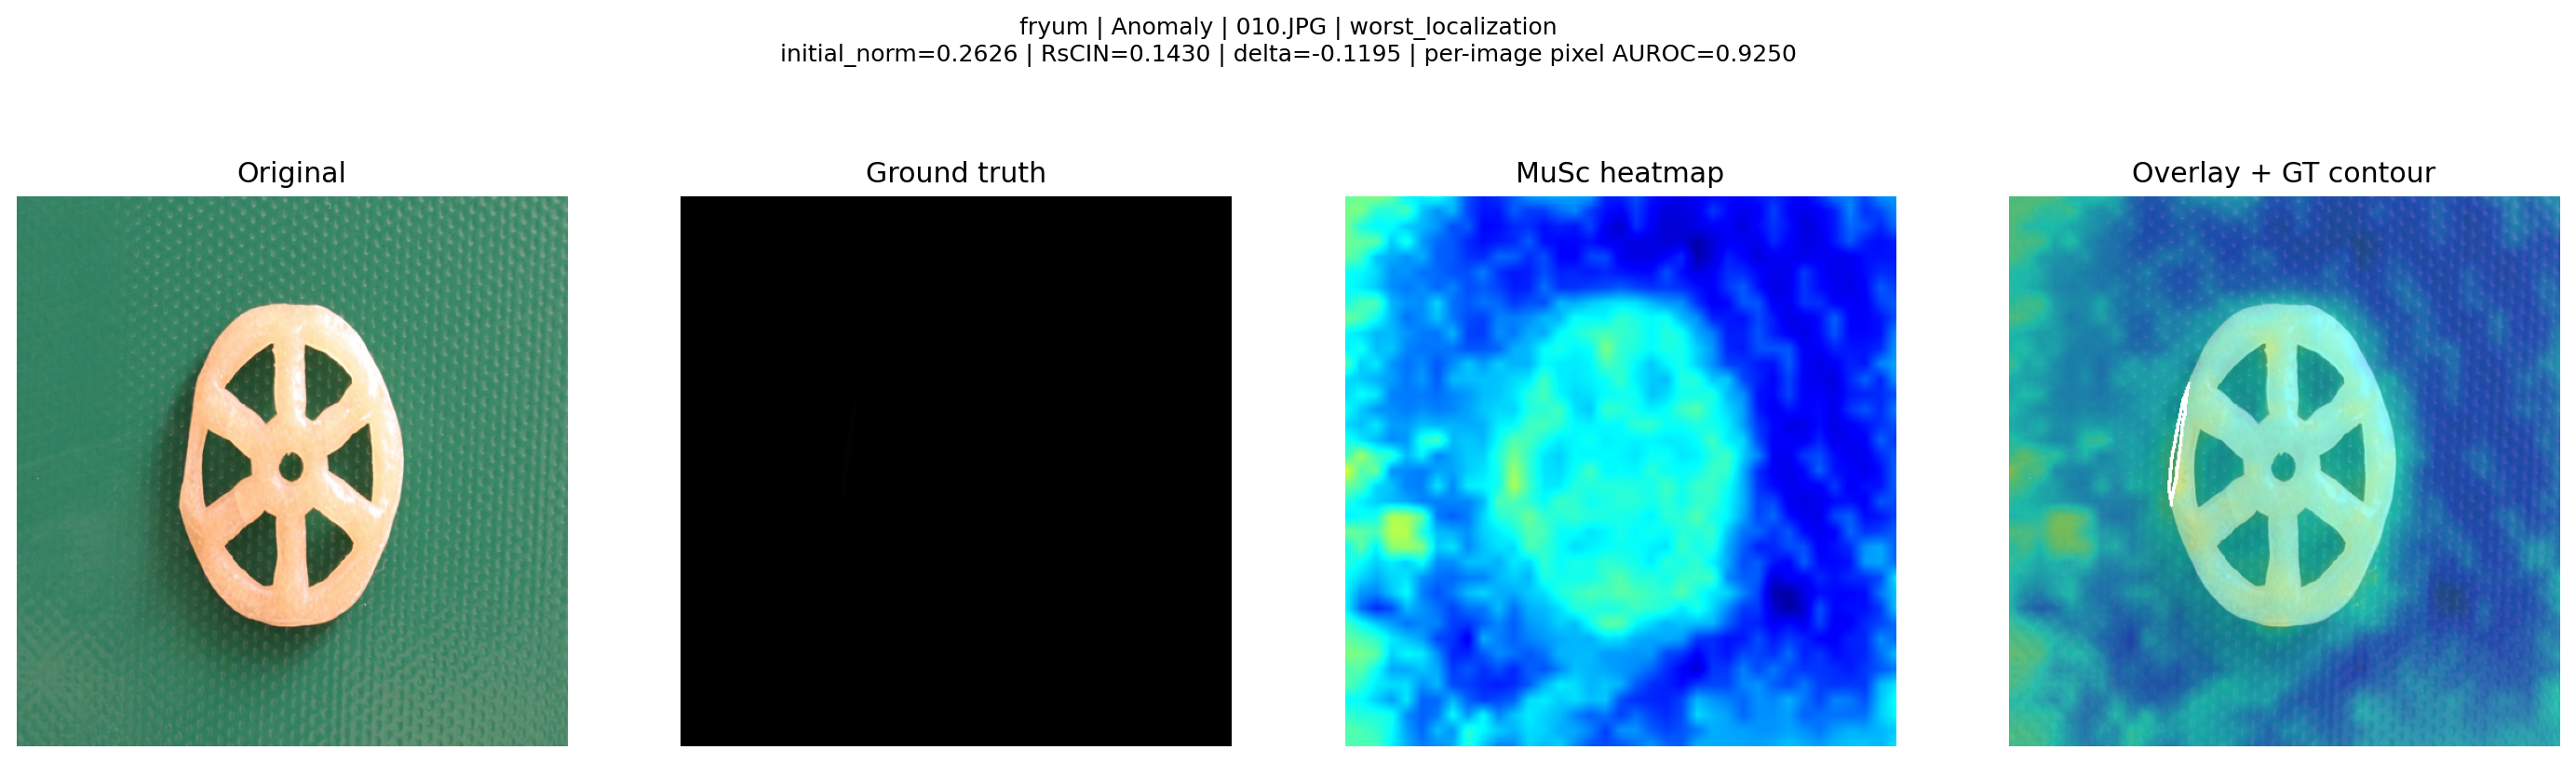 fryum | Anomaly | 010.JPG | worst_localization
initial_norm=0.2626 | RsCIN=0.1430 | delta=-0.1195 | per-image pixel AUROC=0.9250
Original
Ground truth
MuSc heatmap
Overlay + GT contour